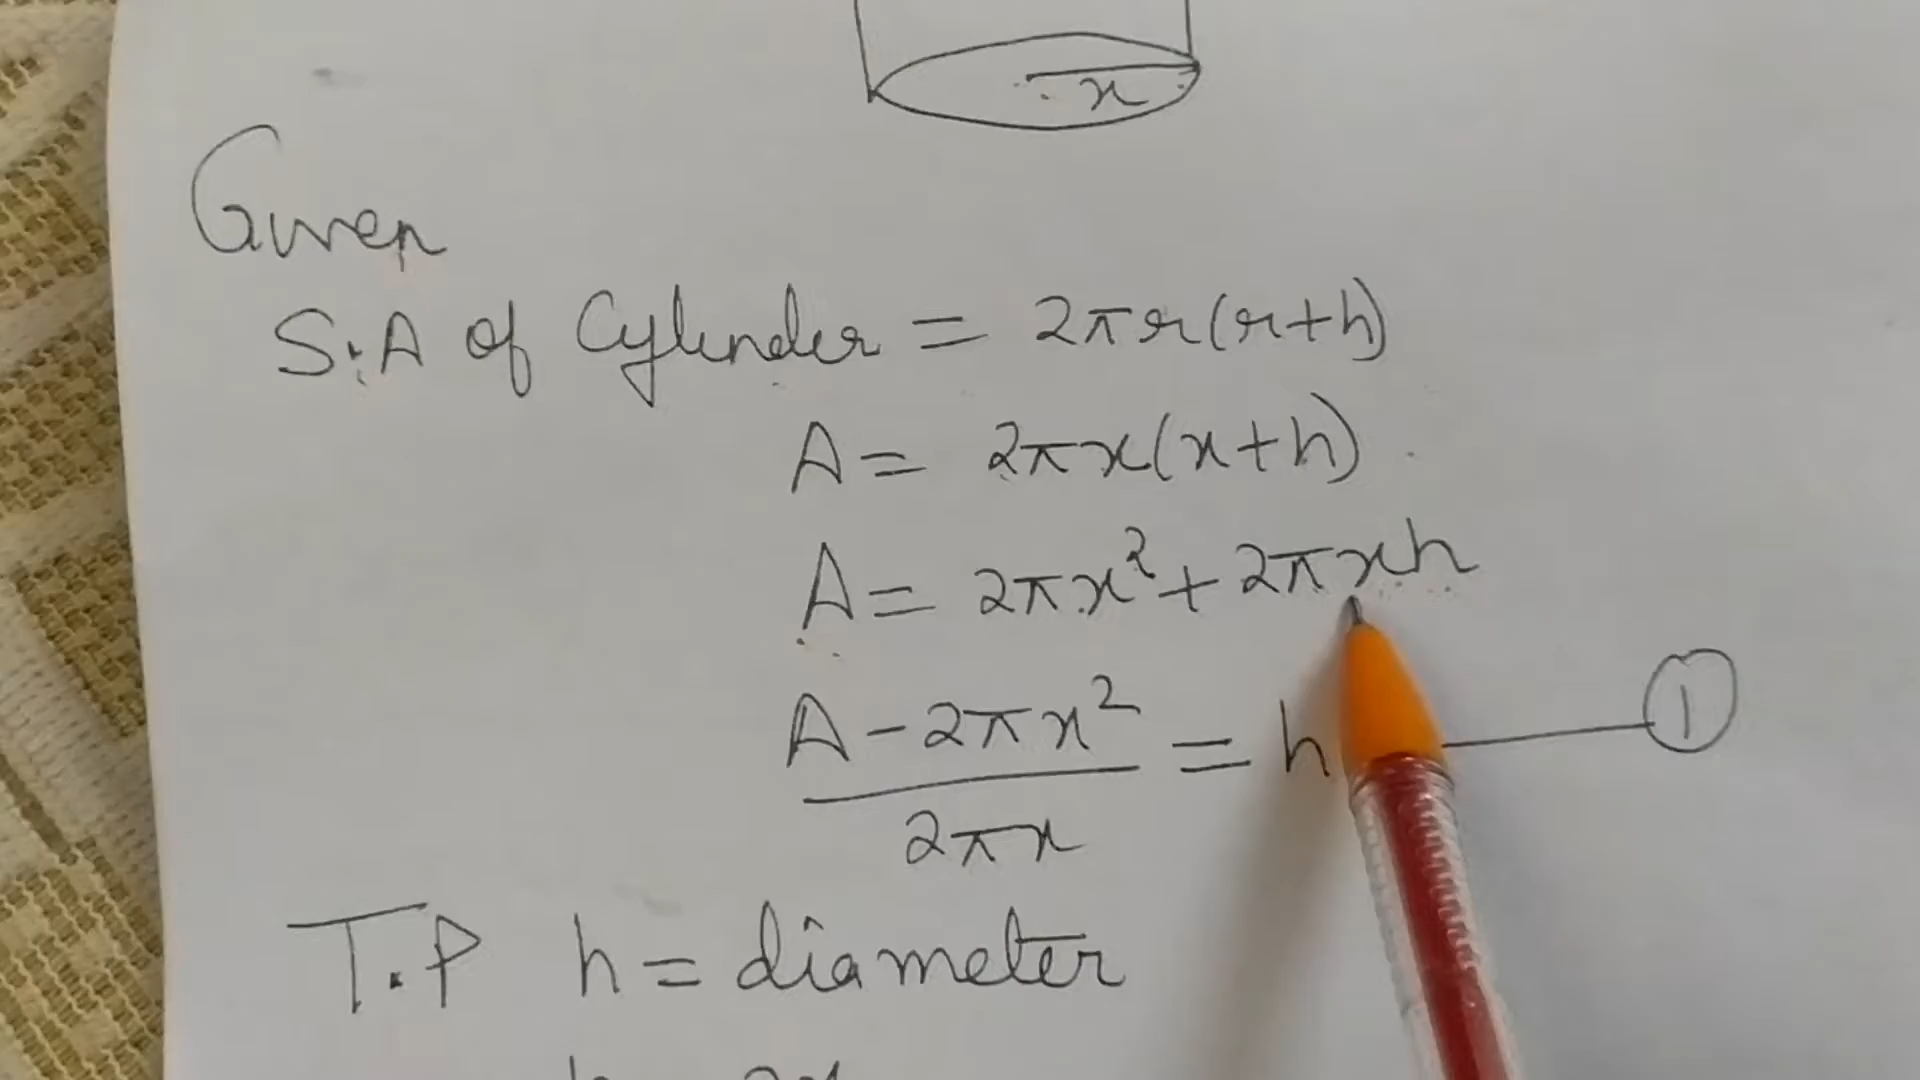 x
Given
S.A of Cylinder = 2πr(r+h)
A = 2πx(x+h)
A = 2πx² + 2πxh
A - 2πx² / 2πx = h — 1
T.P h = diameter